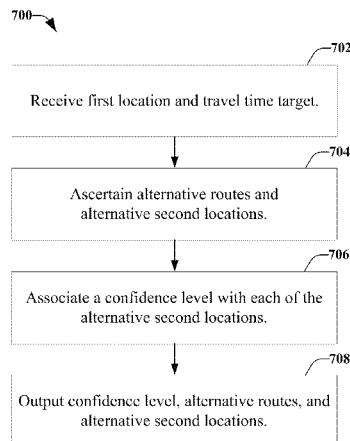 700
702
Receive first location and travel time target.
704
Ascertain alternative routes and
alternative second locations.
706
Associate a confidence level with each of the
alternative second locations.
708
Output confidence level, alternative routes, and
alternative second locations.